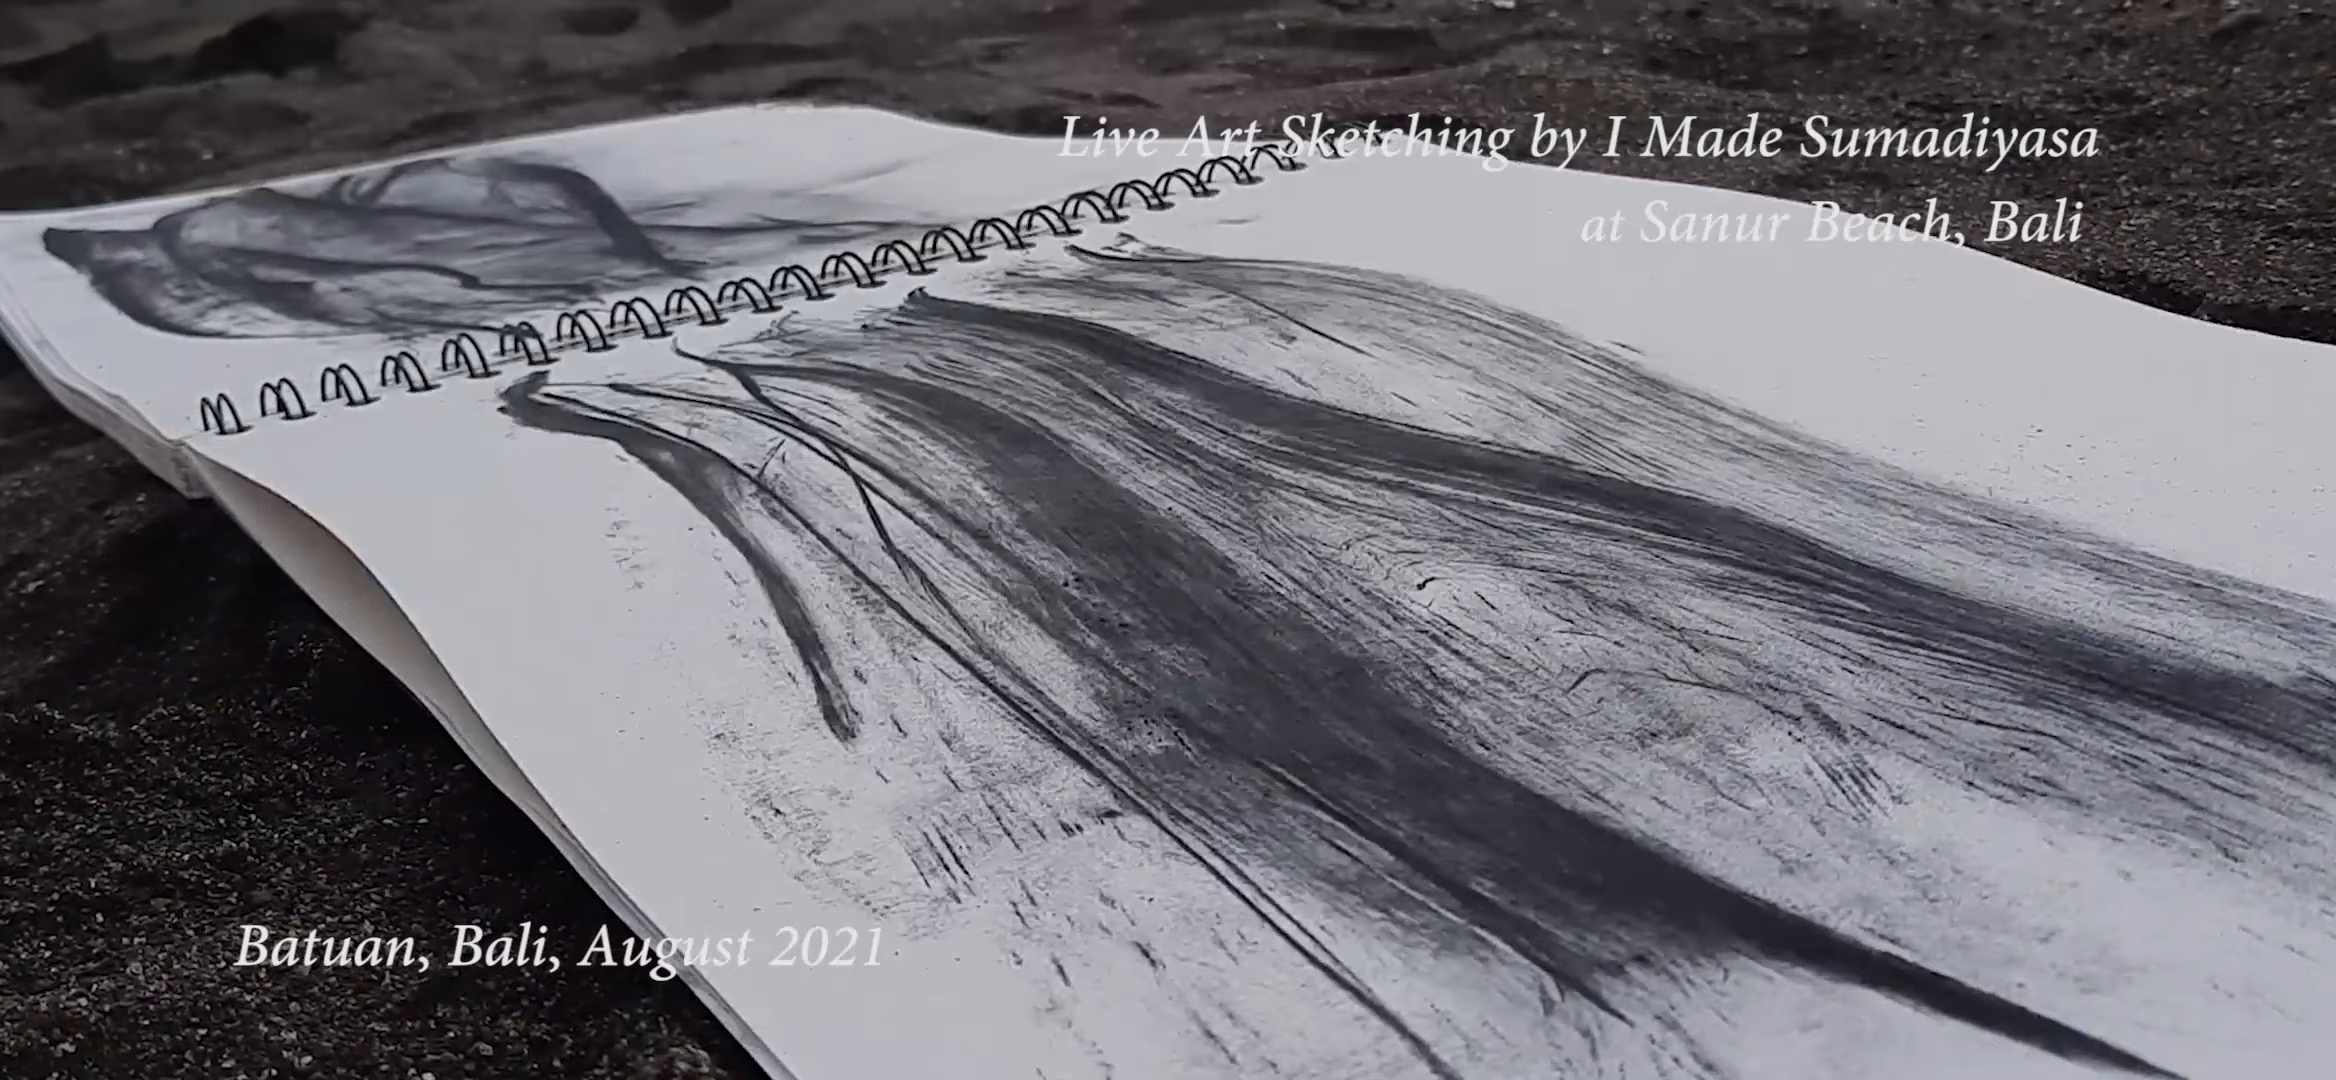 Live Art Sketching by I Made Sumadiyasa
at Sanur Beach, Bali
Batuan, Bali, August 2021